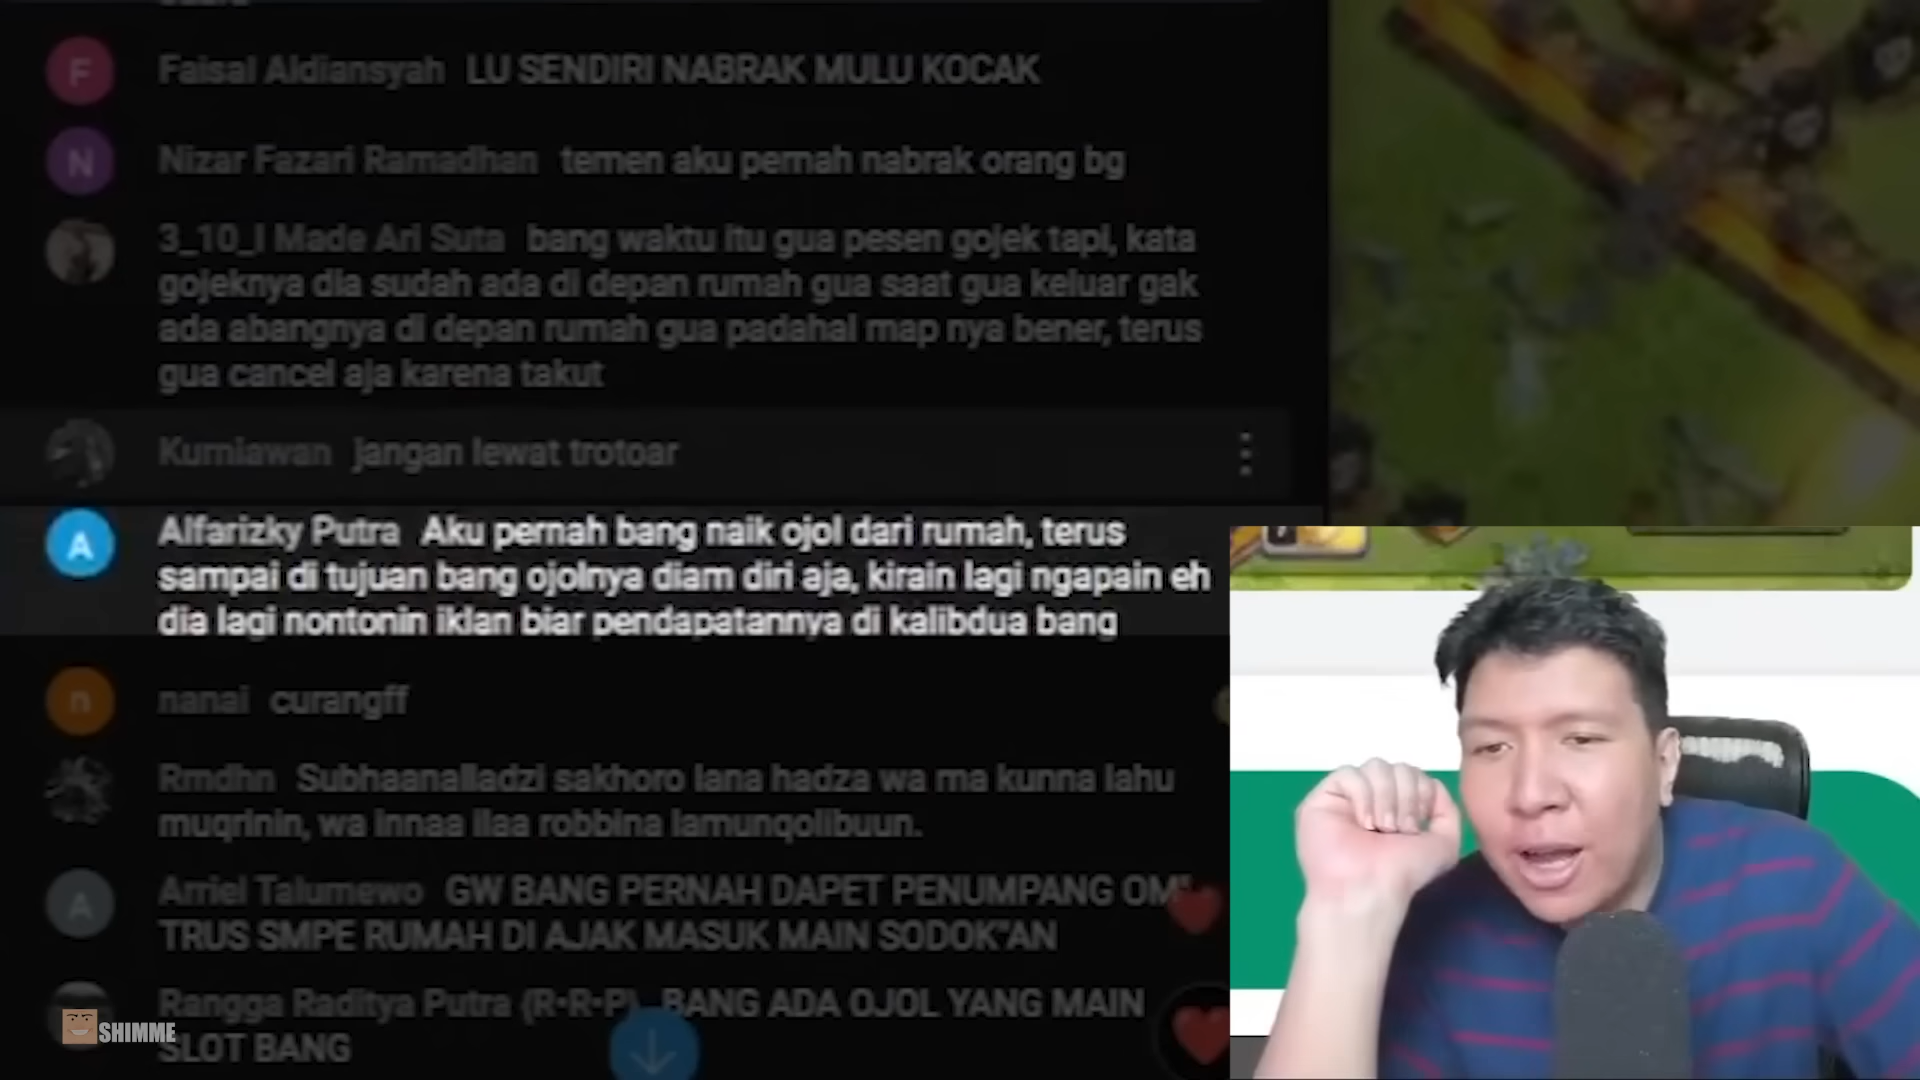 Faisal Aldiansyah LU SENDIRI NABRAK MULU KOCAK
Nizar Fazari Ramadhan temen aku pernah nabrak orang bg
3_10_I Made Ari Suta bang waktu itu gua pesen gojek tapi, kata
gojeknya dia sudah ada di depan rumah gua saat gua keluar gak
ada abangnya di depan rumah gua padahal map nya bener, terus
gua cancel aja karena takut
Kurniawan jangan lewat trotoar
Alfarizky Putra Aku pernah bang naik ojol dari rumah, terus
sampai di tujuan bang ojolnya diam diri aja, kirain lagi ngapain eh
dia lagi nontonin iklan biar pendapatannya di kalibdua bang
nanai curangff
Rmdhn Subhaanalladzi sakhoro lana hadza wa ma kunna lahu
muqrinin, wa innaa ilaa robbina lamunqolibuun.
Arriel Talumewo GW BANG PERNAH DAPET PENUMPANG OM"
TRUS SMPE RUMAH DI AJAK MASUK MAIN SODOK"AN
Rangga Raditya Putra (R•R•P) BANG ADA OJOL YANG MAIN
SLOT BANG
SHIMME
F
N
A
n
A